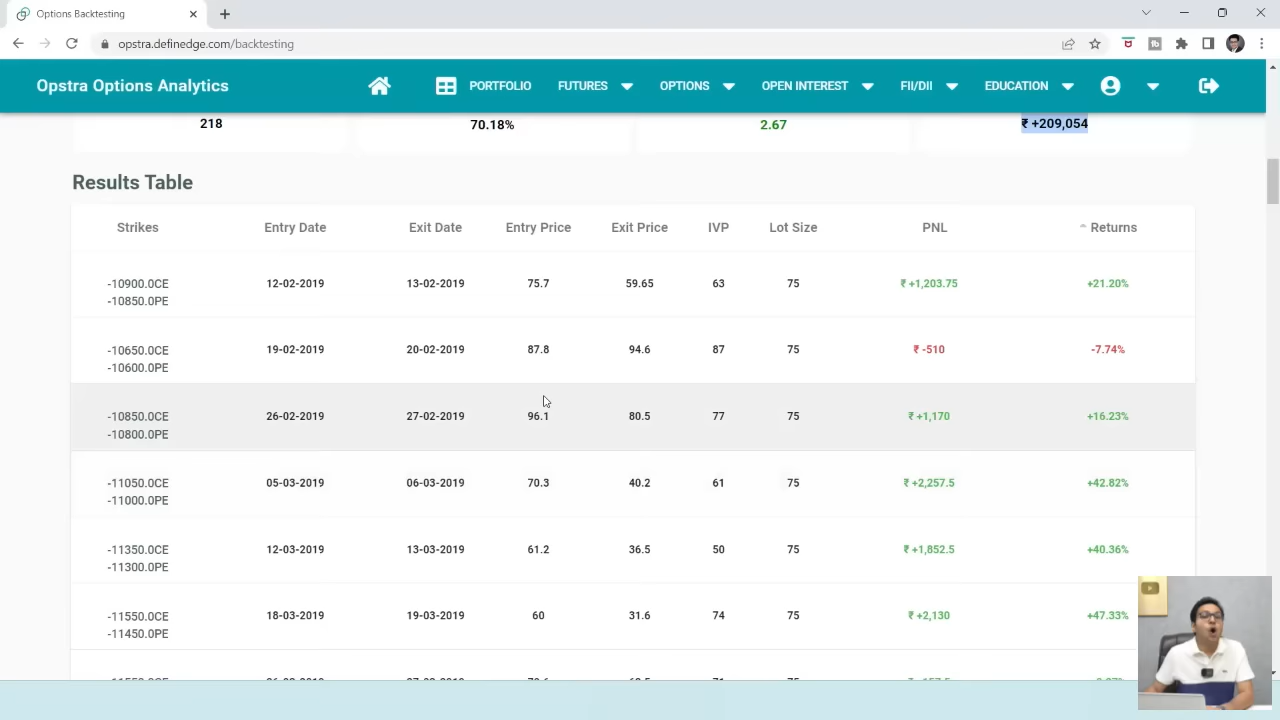 Options Backtesting
opstra.definedge.com/backtesting
Opstra Options Analytics
PORTFOLIO
FUTURES
OPTIONS
OPEN INTEREST
FII/DII
EDUCATION
218
70.18%
2.67
₹ +209,054
Results Table
Strikes Entry Date Exit Date Entry Price Exit Price IVP Lot Size PNL Returns
-10900.0CE
-10850.0PE
12-02-2019 13-02-2019 75.7 59.65 63 75 ₹ +1,203.75 +21.20%
-10650.0CE
-10600.0PE
19-02-2019 20-02-2019 87.8 94.6 87 75 ₹ -510 -7.74%
-10850.0CE
-10800.0PE
26-02-2019 27-02-2019 96.1 80.5 77 75 ₹ +1,170 +16.23%
-11050.0CE
-11000.0PE
05-03-2019 06-03-2019 70.3 40.2 61 75 ₹ +2,257.5 +42.82%
-11350.0CE
-11300.0PE
12-03-2019 13-03-2019 61.2 36.5 50 75 ₹ +1,852.5 +40.36%
-11550.0CE
-11450.0PE
18-03-2019 19-03-2019 60 31.6 74 75 ₹ +2,130 +47.33%